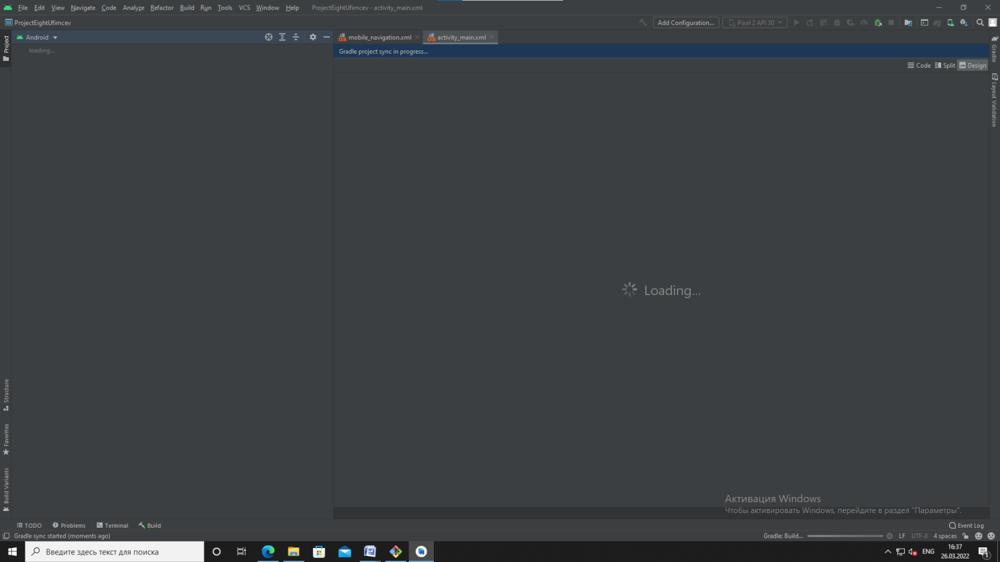 File Edit View Navigate Code Analyze Refactor Build Run Tools VCS Window Help ProjectEightUfimcev - activity_main.xml
ProjectEightUfimcev Add Configuration... Pixel 2 API 30
Project
Android
mobile_navigation.xml activity_main.xml
loading...
Gradle project sync in progress...
Code Split Design
Gradle
Layout Validation
Loading...
Structure
Favorites
Build Variants
Активация Windows
Чтобы активировать Windows, перейдите в раздел "Параметры".
TODO Problems Terminal Build Event Log
Gradle sync started (moments ago) Gradle: Build... LF UTF-8 4 spaces
Введите здесь текст для поиска
ENG
16:37
26.03.2022
1